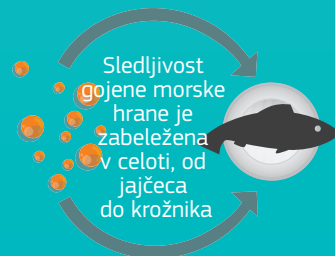 Sledljivost
gojene morske
hrane je
zabeležena
v celoti, od
jajčeca
do krožnika